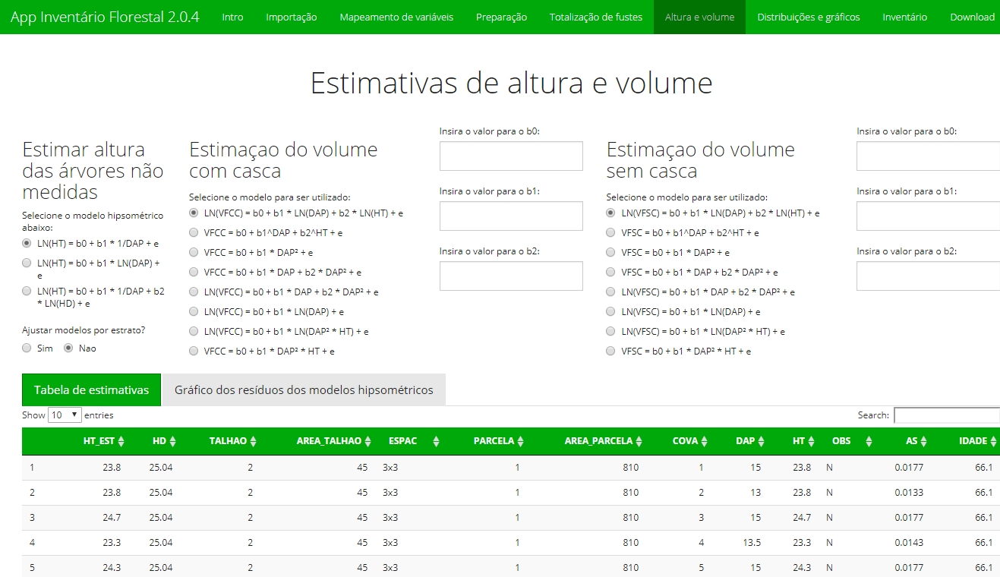 App Inventário Florestal 2.0.4 Intro Importação Mapeamento de variáveis Preparação Totalização de fustes Altura e volume Distribuições e gráficos Inventário Download
Estimativas de altura e volume
Estimar altura
das árvores não
medidas
Selecione o modelo hipsométrico
abaixo:
LN(HT) = b0 + b1 * 1/DAP + e
LN(HT) = b0 + b1 * LN(DAP) +
e
LN(HT) = b0 + b1 * 1/DAP + b2
* LN(HD) + e
Ajustar modelos por estrato?
Sim Nao
Estimaçao do volume
com casca
Selecione o modelo para ser utilizado:
LN(VFCC) = b0 + b1 * LN(DAP) + b2 * LN(HT) + e
VFCC = b0 + b1^DAP + b2^HT + e
VFCC = b0 + b1 * DAP² + e
VFCC = b0 + b1 * DAP + b2 * DAP² + e
LN(VFCC) = b0 + b1 * DAP + b2 * DAP² + e
LN(VFCC) = b0 + b1 * LN(DAP) + e
LN(VFCC) = b0 + b1 * LN(DAP² * HT) + e
VFCC = b0 + b1 * DAP² * HT + e
Insira o valor para o b0:
Insira o valor para o b1:
Insira o valor para o b2:
Estimaçao do volume
sem casca
Selecione o modelo para ser utilizado:
LN(VFSC) = b0 + b1 * LN(DAP) + b2 * LN(HT) + e
VFSC = b0 + b1^DAP + b2^HT + e
VFSC = b0 + b1 * DAP² + e
VFSC = b0 + b1 * DAP + b2 * DAP² + e
LN(VFSC) = b0 + b1 * DAP + b2 * DAP² + e
LN(VFSC) = b0 + b1 * LN(DAP) + e
LN(VFSC) = b0 + b1 * LN(DAP² * HT) + e
VFSC = b0 + b1 * DAP² * HT + e
Insira o valor para o b0:
Insira o valor para o b1:
Insira o valor para o b2:
Tabela de estimativas Gráfico dos resíduos dos modelos hipsométricos
Show 10 entries Search:
HT_EST HD TALHAO AREA_TALHAO ESPAC PARCELA AREA_PARCELA COVA DAP HT OBS AS IDADE
1 23.8 25.04 2 45 3x3 1 810 1 15 23.8 N 0.0177 66.1
2 23.8 25.04 2 45 3x3 1 810 2 13 23.8 N 0.0133 66.1
3 24.7 25.04 2 45 3x3 1 810 3 15 24.7 N 0.0177 66.1
4 23.3 25.04 2 45 3x3 1 810 4 13.5 23.3 N 0.0143 66.1
5 24.3 25.04 2 45 3x3 1 810 5 15 24.3 N 0.0177 66.1